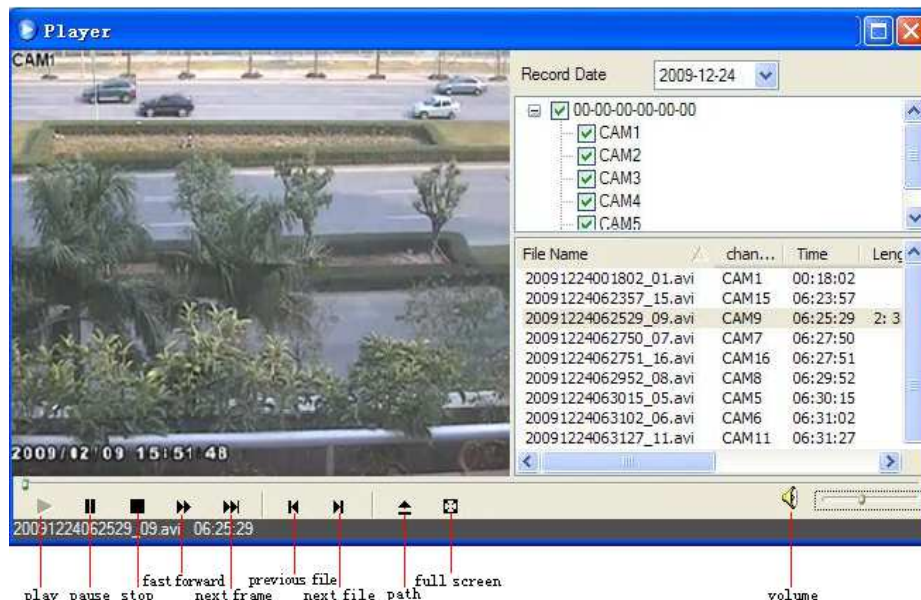 Player
CAM1
Record Date 2009-12-24
00-00-00-00-00-00
CAM1
CAM2
CAM3
CAM4
CAM5
File Name chan... Time Leng
20091224001802_01.avi CAM1 00:18:02
20091224062357_15.avi CAM15 06:23:57
20091224062529_09.avi CAM9 06:25:29 2: 3
20091224062750_07.avi CAM7 06:27:50
20091224062751_16.avi CAM16 06:27:51
20091224062952_08.avi CAM8 06:29:52
20091224063015_05.avi CAM5 06:30:15
20091224063102_06.avi CAM6 06:31:02
20091224063127_11.avi CAM11 06:31:27
2009/12 09 15:51:48
20091224062529_09.avi 06:25:29
fast forward previous file full screen
play pause stop next frame next file path volume